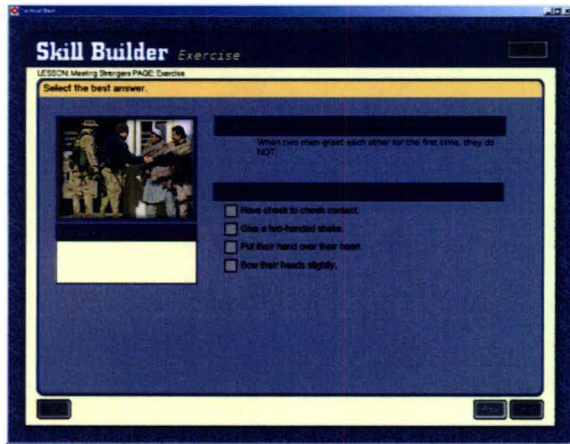 Tactical Dari
Skill Builder Exercise
LESSON: Meeting Strangers PAGE: Exercise
Select the best answer.
When two men greet each other for the first time, they do
NOT:
Have cheek to cheek contact.
Give a two-handed shake.
Put their hand over their heart.
Bow their heads slightly.